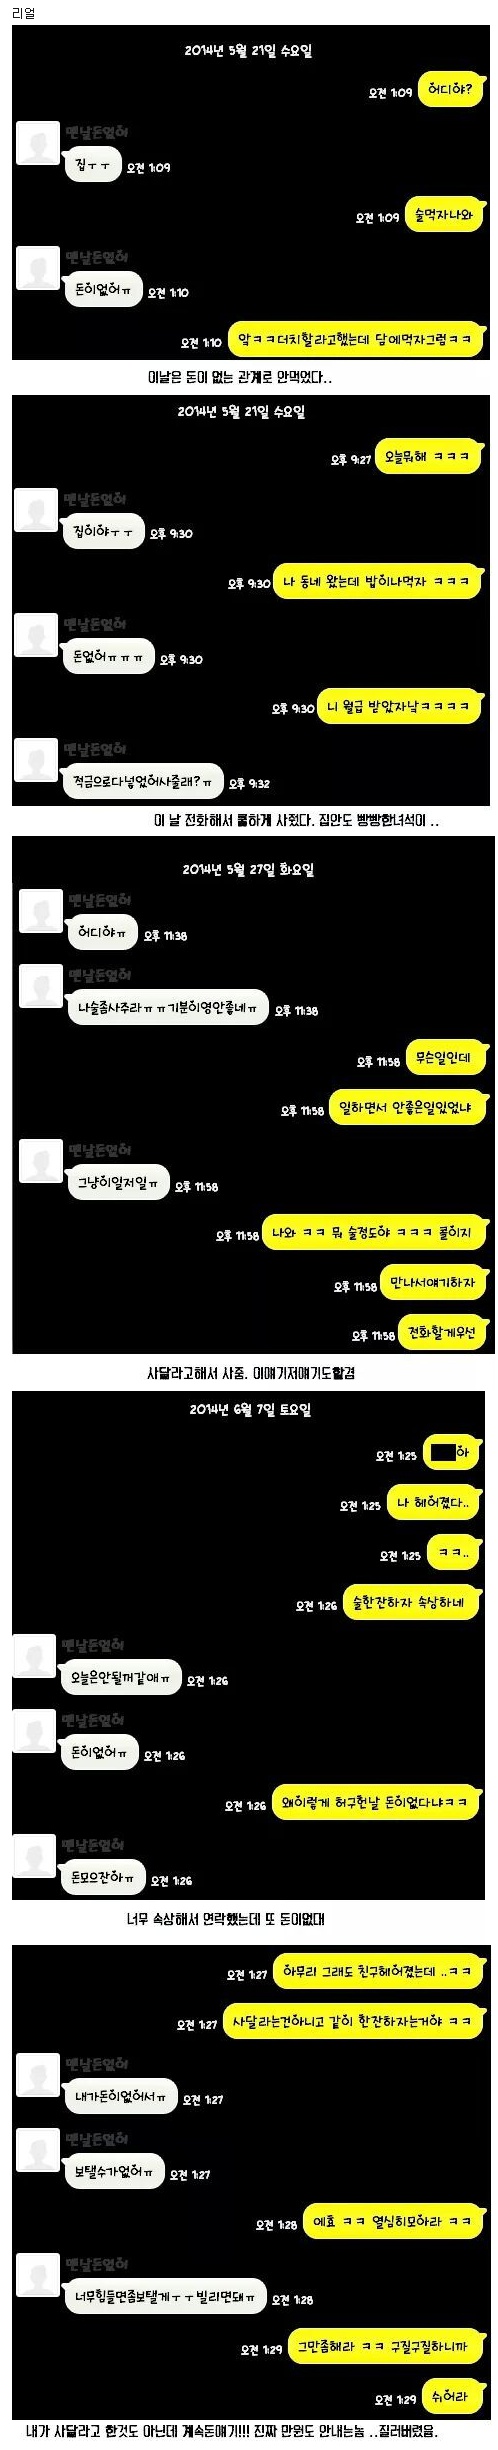 리얼
2014년 5월 21일 수요일
어디야?
오전 1:09
맨날돈없어
집ㅜㅜ
오전 1:09
술먹자나와
오전 1:09
맨날돈없어
돈이없어ㅠ
오전 1:10
악ㅋㅋ더치할라고했는데 담에먹자그럼ㅋㅋ
오전 1:10
이날은 돈이 없는 관계로 안먹었다..
2014년 5월 21일 수요일
오늘뭐해 ㅋㅋㅋ
오후 9:27
맨날돈없어
집이야ㅜㅜ
오후 9:30
나 동네 왔는데 밥이나먹자 ㅋㅋㅋ
오후 9:30
맨날돈없어
돈없어ㅠㅠㅠ
오후 9:30
니 월급 받았자낰ㅋㅋㅋㅋ
오후 9:30
맨날돈없어
적금으로다넣었어사줄래?ㅠ
오후 9:32
이 날 전화해서 쿨하게 사줬다. 집안도 빵빵한녀석이 ..
2014년 5월 27일 화요일
맨날돈없어
어디야ㅠ
오후 11:38
맨날돈없어
나술좀사주라ㅠㅠ기분이영안좋네ㅠ
오후 11:38
무슨일인데
오후 11:58
일하면서 안좋은일있었냐
오후 11:58
맨날돈없어
그냥이일저일ㅠ
오후 11:58
나와 ㅋㅋ 뭐 술정도야 ㅋㅋㅋ 콜이지
오후 11:58
만나서얘기하자
오후 11:58
전화할게우선
오후 11:58
사달라고해서 사줌. 이얘기저얘기도할겸
2014년 6월 7일 토요일
아
오전 1:25
나 헤어졌다..
오전 1:25
ㅋㅋ..
오전 1:25
술한잔하자 속상하네
오전 1:26
맨날돈없어
오늘은안될꺼같애ㅠ
오전 1:26
맨날돈없어
돈이없어ㅠ
오전 1:26
왜이렇게 허구헌날 돈이없다냐ㅋㅋ
오전 1:26
맨날돈없어
돈모으잔아ㅠ
오전 1:26
너무 속상해서 연락했는데 또 돈이없대
아무리 그래도 친구헤어졌는데 ..ㅋㅋ
오전 1:27
사달라는건아니고 같이 한잔하자는거야 ㅋㅋ
오전 1:27
맨날돈없어
내가돈이없어서ㅠ
오전 1:27
맨날돈없어
보탤수가없어ㅠ
오전 1:27
에효 ㅋㅋ 열심히모아라 ㅋㅋ
오전 1:28
맨날돈없어
너무힘들면좀보탤게ㅜㅜ빌리면돼ㅠ
오전 1:28
그만좀해라 ㅋㅋ 구질구질하니까
오전 1:29
쉬어라
오전 1:29
내가 사달라고 한것도 아닌데 계속돈얘기!!! 진짜 만원도 안내는놈 ..질러버렸음.